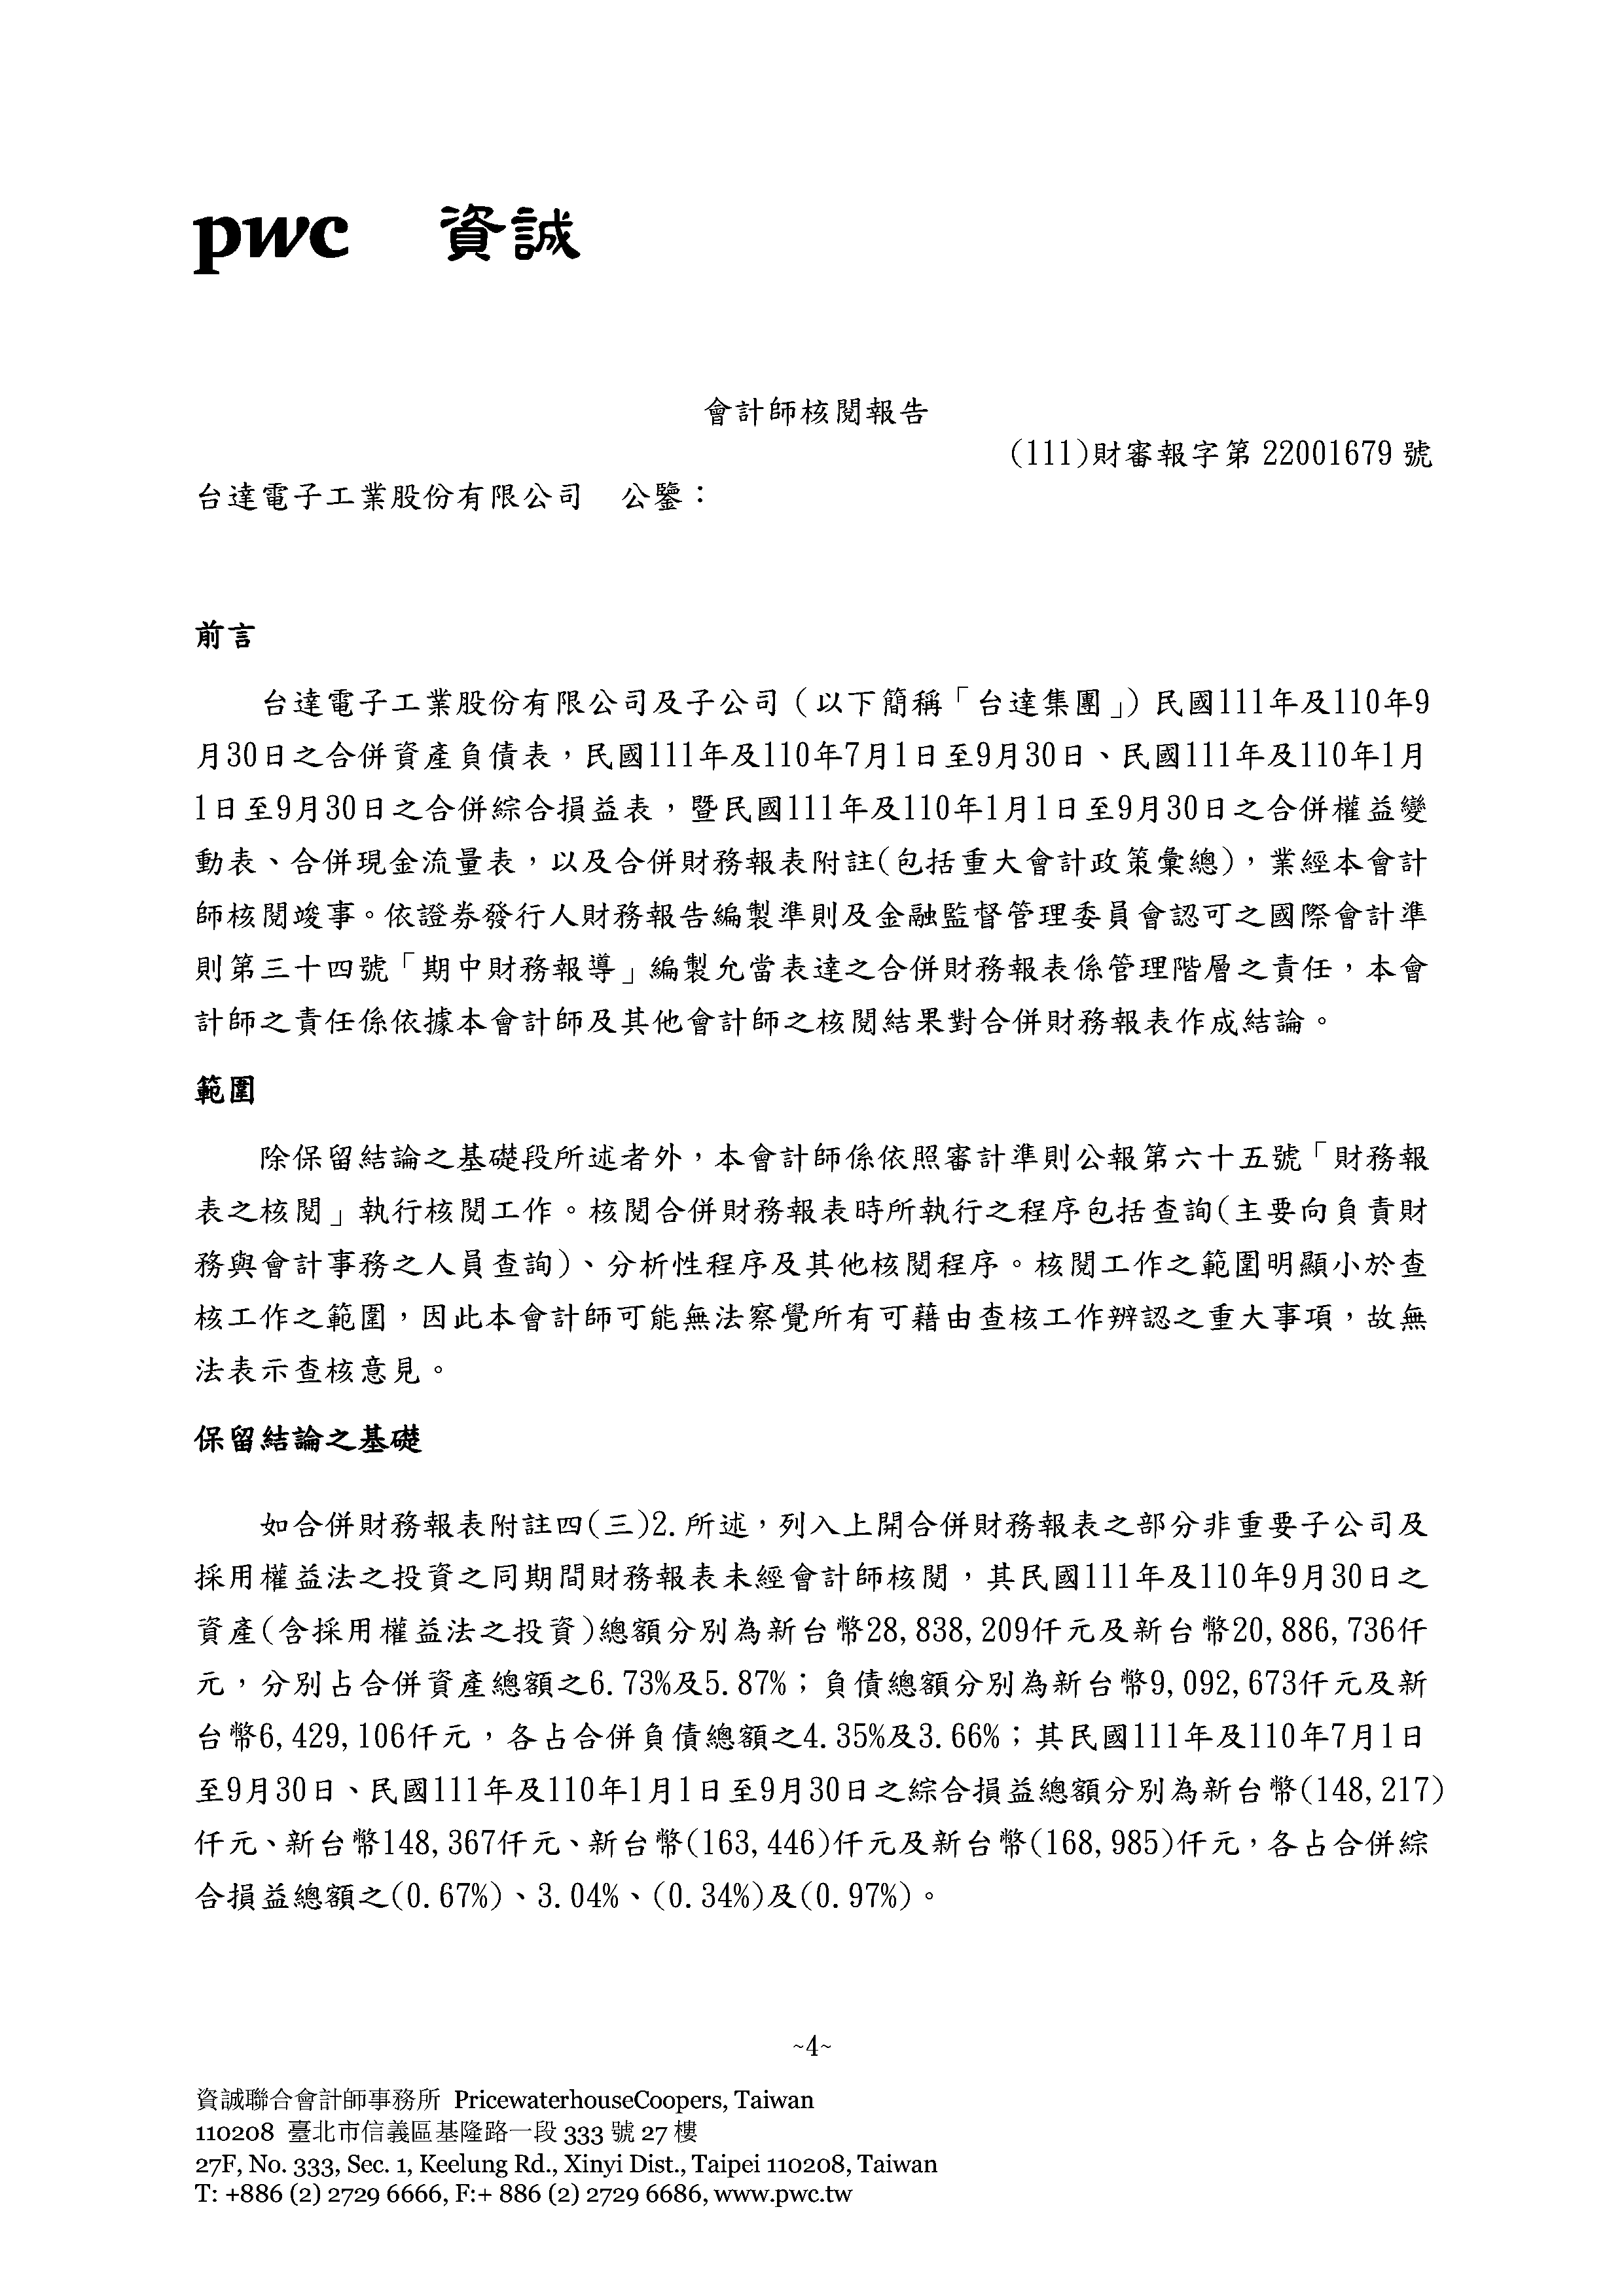 pwc 資誠
會計師核閱報告
(111)財審報字第 22001679 號
台達電子工業股份有限公司 公鑒：
前言
台達電子工業股份有限公司及子公司（以下簡稱「台達集團」）民國111年及110年9
月30日之合併資產負債表，民國111年及110年7月1日至9月30日、民國111年及110年1月
1日至9月30日之合併綜合損益表，暨民國111年及110年1月1日至9月30日之合併權益變
動表、合併現金流量表，以及合併財務報表附註(包括重大會計政策彙總)，業經本會計
師核閱竣事。依證券發行人財務報告編製準則及金融監督管理委員會認可之國際會計準
則第三十四號「期中財務報導」編製允當表達之合併財務報表係管理階層之責任，本會
計師之責任係依據本會計師及其他會計師之核閱結果對合併財務報表作成結論。
範圍
除保留結論之基礎段所述者外，本會計師係依照審計準則公報第六十五號「財務報
表之核閱」執行核閱工作。核閱合併財務報表時所執行之程序包括查詢(主要向負責財
務與會計事務之人員查詢)、分析性程序及其他核閱程序。核閱工作之範圍明顯小於查
核工作之範圍，因此本會計師可能無法察覺所有可藉由查核工作辨認之重大事項，故無
法表示查核意見。
保留結論之基礎
如合併財務報表附註四(三)2.所述，列入上開合併財務報表之部分非重要子公司及
採用權益法之投資之同期間財務報表未經會計師核閱，其民國111年及110年9月30日之
資產(含採用權益法之投資)總額分別為新台幣28,838,209仟元及新台幣20,886,736仟
元，分別占合併資產總額之6.73%及5.87%；負債總額分別為新台幣9,092,673仟元及新
台幣6,429,106仟元，各占合併負債總額之4.35%及3.66%；其民國111年及110年7月1日
至9月30日、民國111年及110年1月1日至9月30日之綜合損益總額分別為新台幣(148,217)
仟元、新台幣148,367仟元、新台幣(163,446)仟元及新台幣(168,985)仟元，各占合併綜
合損益總額之(0.67%)、3.04%、(0.34%)及(0.97%)。
~4~
資誠聯合會計師事務所 PricewaterhouseCoopers, Taiwan
110208 臺北市信義區基隆路一段 333 號 27 樓
27F, No. 333, Sec. 1, Keelung Rd., Xinyi Dist., Taipei 110208, Taiwan
T: +886 (2) 2729 6666, F:+ 886 (2) 2729 6686, www.pwc.tw